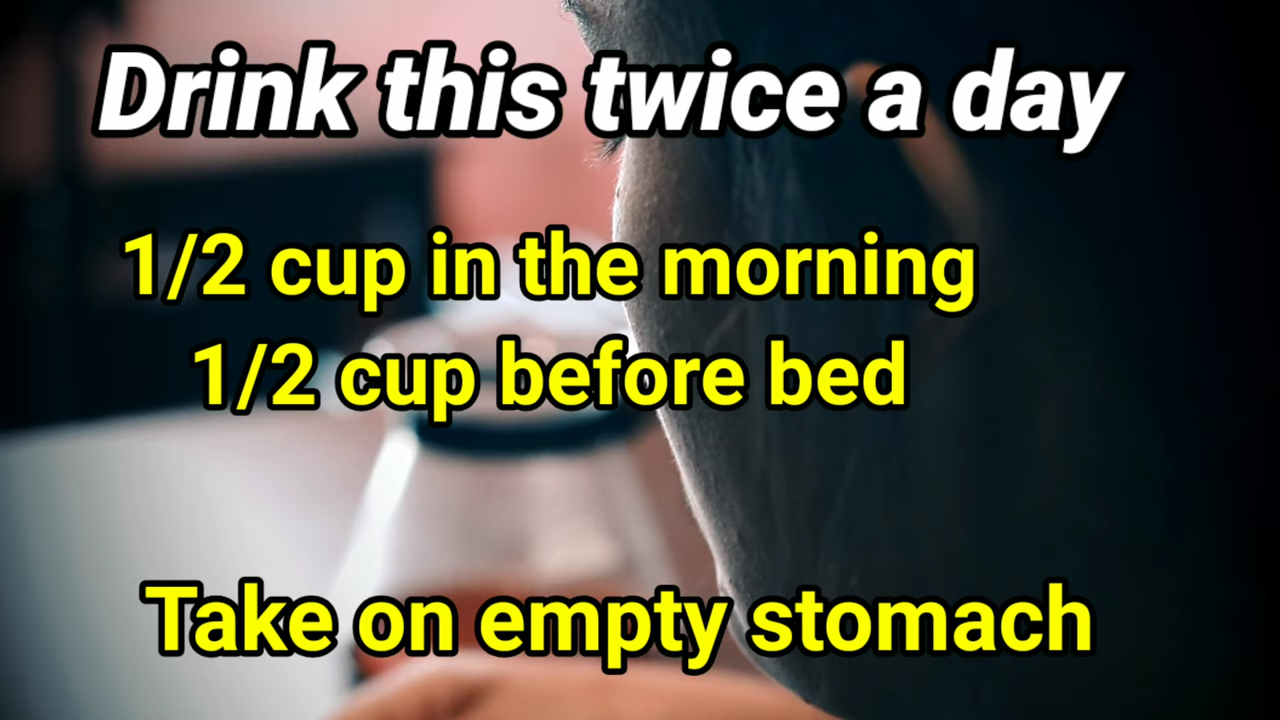 Drink this twice a day
1/2 cup in the morning
1/2 cup before bed
Take on empty stomach